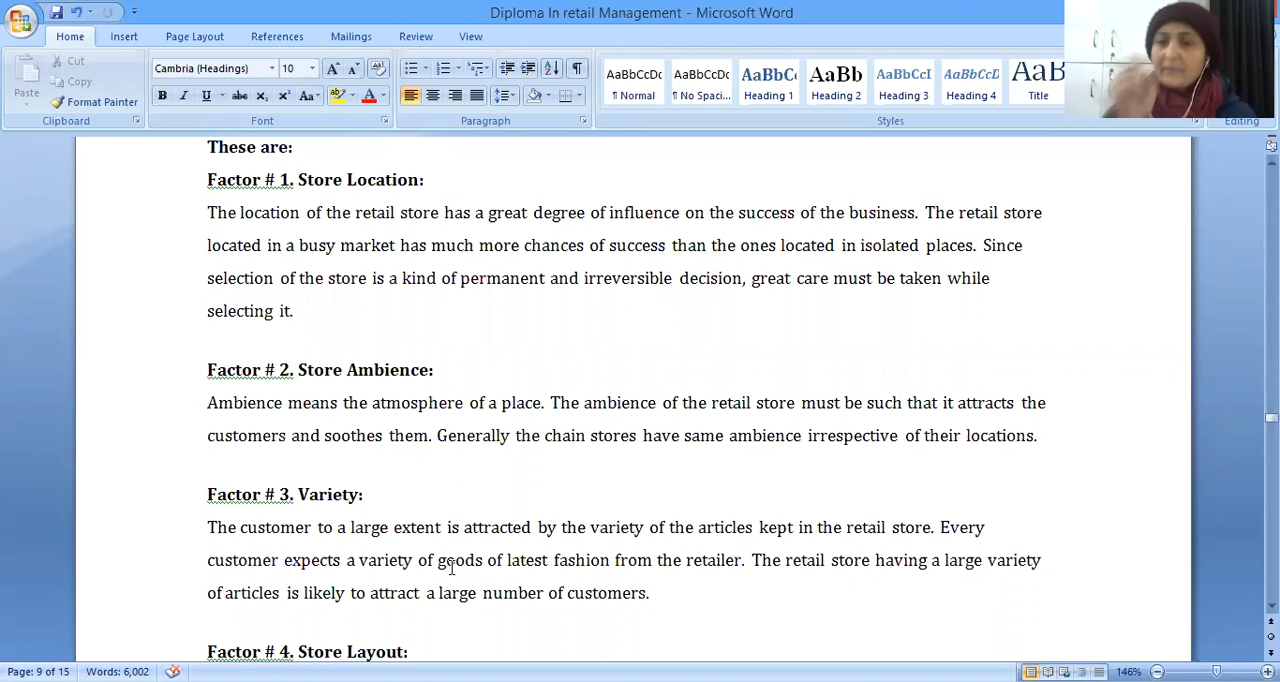 Diploma In retail Management - Microsoft Word
Home Insert Page Layout References Mailings Review View
Paste
Cut
Copy
Format Painter
Cambria (Headings) 10
AaBbCcDc AaBbCcDc AaBbC AaBb AaBbCcI AaBbCcD AaB
¶ Normal ¶ No Spaci... Heading 1 Heading 2 Heading 3 Heading 4 Title
Clipboard Font Paragraph Styles Editing
These are:
Factor # 1. Store Location:
The location of the retail store has a great degree of influence on the success of the business. The retail store
located in a busy market has much more chances of success than the ones located in isolated places. Since
selection of the store is a kind of permanent and irreversible decision, great care must be taken while
selecting it.
Factor # 2. Store Ambience:
Ambience means the atmosphere of a place. The ambience of the retail store must be such that it attracts the
customers and soothes them. Generally the chain stores have same ambience irrespective of their locations.
Factor # 3. Variety:
The customer to a large extent is attracted by the variety of the articles kept in the retail store. Every
customer expects a variety of goods of latest fashion from the retailer. The retail store having a large variety
of articles is likely to attract a large number of customers.
Factor # 4. Store Layout:
Page: 9 of 15 Words: 6,002 146%